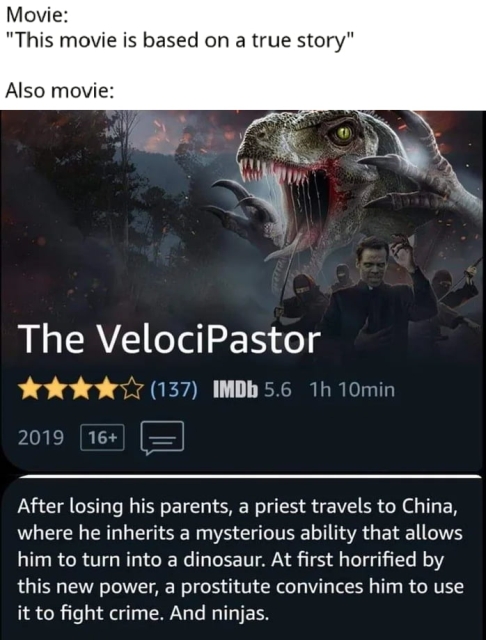 Movie:
"This movie is based on a true story"
Also movie:
The VelociPastor
(137) IMDb 5.6 1h 10min
2019 16+
After losing his parents, a priest travels to China,
where he inherits a mysterious ability that allows
him to turn into a dinosaur. At first horrified by
this new power, a prostitute convinces him to use
it to fight crime. And ninjas.